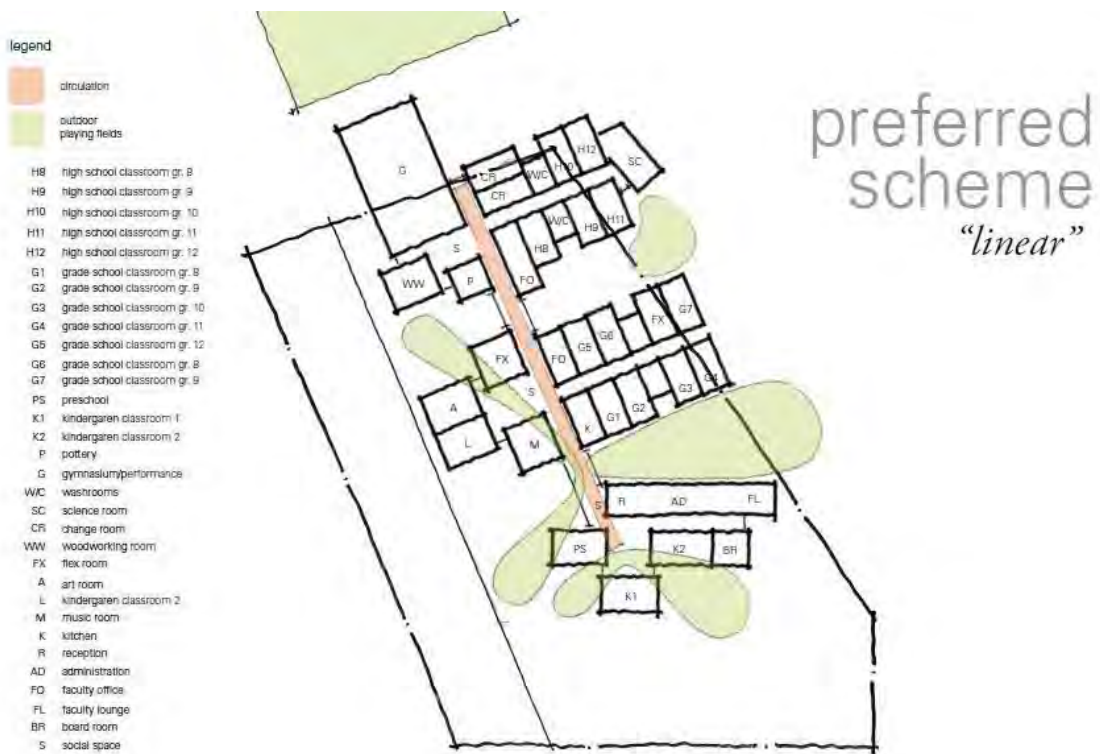 legend
circulation
outdoor
playing fields
H8 high school classroom gr. 8
H9 high school classroom gr. 9
H10 high school classroom gr. 10
H11 high school classroom gr. 11
H12 high school classroom gr. 12
G1 grade school classroom gr. 8
G2 grade school classroom gr. 9
G3 grade school classroom gr. 10
G4 grade school classroom gr. 11
G5 grade school classroom gr. 12
G6 grade school classroom gr. 8
G7 grade school classroom gr. 9
PS preschool
K1 kindergaren classroom 1
K2 kindergaren classroom 2
P pottery
G gymnasium/performance
W/C washrooms
SC science room
CR change room
WW woodworking room
FX flex room
A art room
L kindergaren classroom 2
M music room
K kitchen
R reception
AD administration
FO faculty office
FL faculty lounge
BR board room
S social space
preferred
scheme
“linear”
G
CR
W/C
H10
H12
SC
CR
S
FO
H8
W/C
H9
H11
WW
P
FX
S
FO
G5
G6
FX
G7
A
L
M
K
G1
G2
G3
G4
S
R
AD
FL
PS
K2
BR
K1